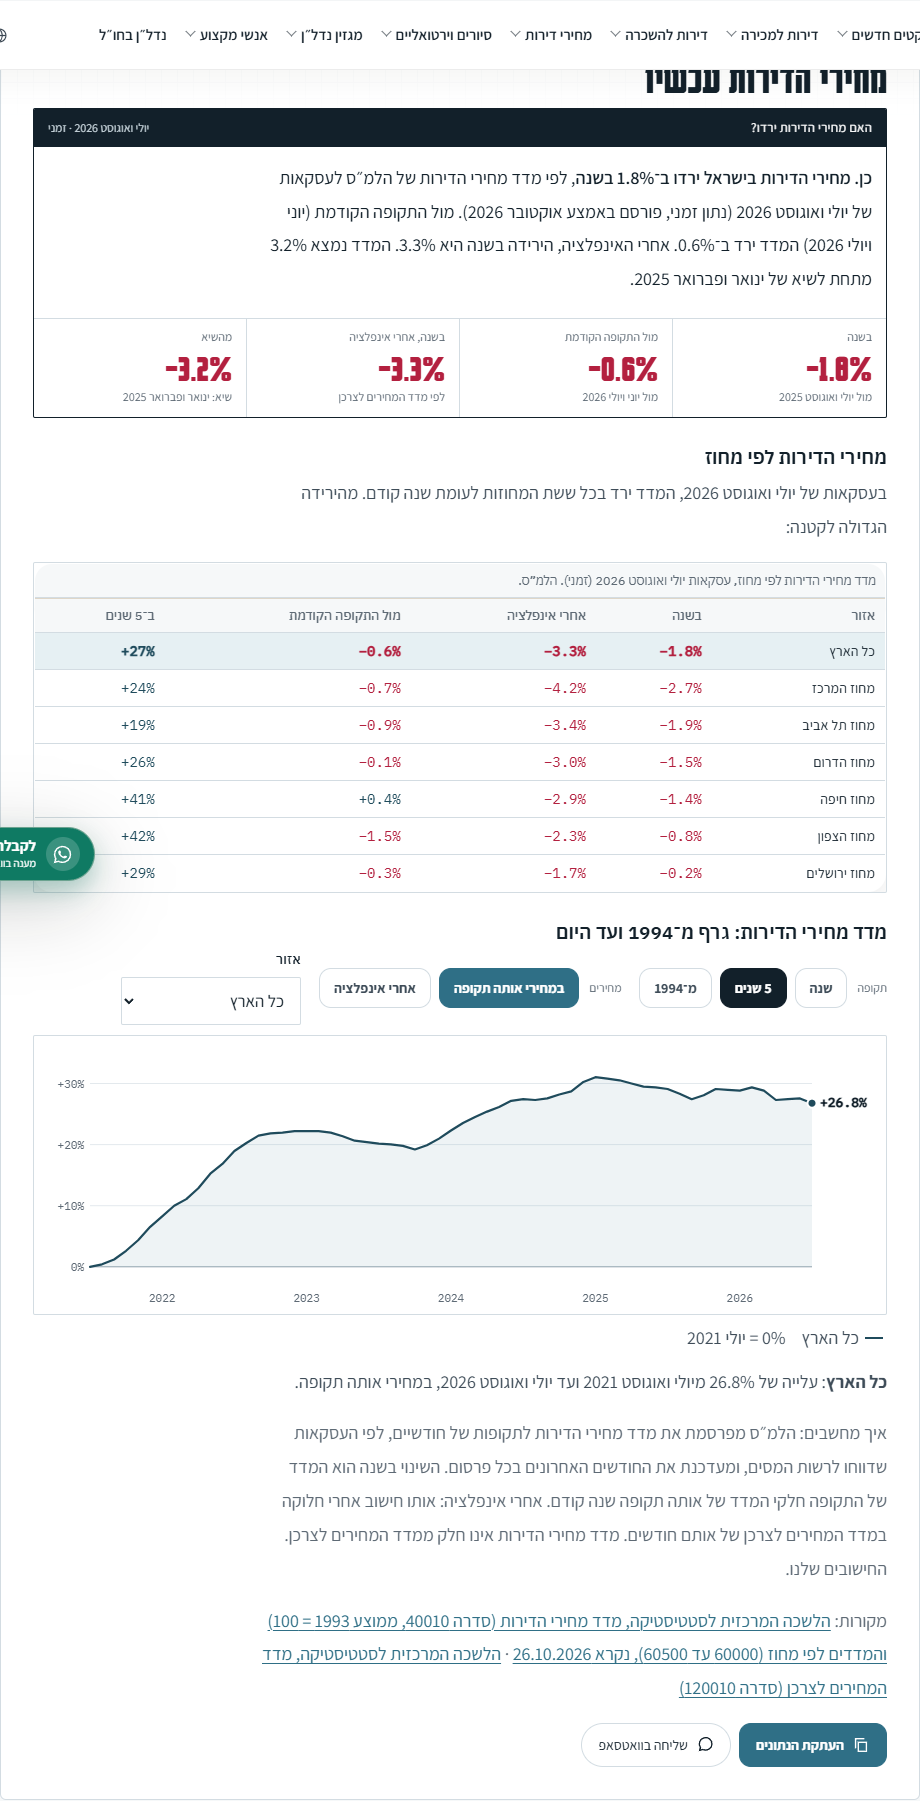 קטים חדשים
דירות למכירה
דירות להשכרה
מחירי דירות
סיורים וירטואליים
מגזין נדל״ן
אנשי מקצוע
נדל״ן בחו״ל
מחירי הדירות עכשיו
האם מחירי הדירות ירדו?
יולי ואוגוסט 2026 · זמני
כן. מחירי הדירות בישראל ירדו ב־1.8% בשנה, לפי מדד מחירי הדירות של הלמ״ס לעסקאות
של יולי ואוגוסט 2026 (נתון זמני, פורסם באמצע אוקטובר 2026). מול התקופה הקודמת (יוני
ויולי 2026) המדד ירד ב־0.6%. אחרי האינפלציה, הירידה בשנה היא 3.3%. המדד נמצא 3.2%
מתחת לשיא של ינואר ופברואר 2025.
בשנה
−1.8%
מול יולי ואוגוסט 2025
מול התקופה הקודמת
−0.6%
מול יוני ויולי 2026
בשנה, אחרי אינפלציה
−3.3%
לפי מדד המחירים לצרכן
מהשיא
−3.2%
שיא: ינואר ופברואר 2025
מחירי הדירות לפי מחוז
בעסקאות של יולי ואוגוסט 2026, המדד ירד בכל ששת המחוזות לעומת שנה קודם. מהירידה
הגדולה לקטנה:
מדד מחירי הדירות לפי מחוז, עסקאות יולי ואוגוסט 2026 (זמני). הלמ״ס.
אזור בשנה אחרי אינפלציה מול התקופה הקודמת ב־5 שנים
כל הארץ −1.8% −3.3% −0.6% +27%
מחוז המרכז −2.7% −4.2% −0.7% +24%
מחוז תל אביב −1.9% −3.4% −0.9% +19%
מחוז הדרום −1.5% −3.0% −0.1% +26%
מחוז חיפה −1.4% −2.9% +0.4% +41%
מחוז הצפון −0.8% −2.3% −1.5% +42%
מחוז ירושלים −0.2% −1.7% −0.3% +29%
מדד מחירי הדירות: גרף מ־1994 ועד היום
תקופה
שנה
5 שנים
מ־1994
מחירים
במחירי אותה תקופה
אחרי אינפלציה
אזור
כל הארץ
+30%
+20%
+10%
0%
+26.8%
2022 2023 2024 2025 2026
כל הארץ 0% = יולי 2021
כל הארץ: עלייה של 26.8% מיולי ואוגוסט 2021 ועד יולי ואוגוסט 2026, במחירי אותה תקופה.
איך מחשבים: הלמ״ס מפרסמת את מדד מחירי הדירות לתקופות של חודשיים, לפי העסקאות
שדווחו לרשות המסים, ומעדכנת את החודשים האחרונים בכל פרסום. השינוי בשנה הוא המדד
של התקופה חלקי המדד של אותה תקופה שנה קודם. אחרי אינפלציה: אותו חישוב אחרי חלוקה
במדד המחירים לצרכן של אותם חודשים. מדד מחירי הדירות אינו חלק ממדד המחירים לצרכן.
החישובים שלנו.
מקורות: הלשכה המרכזית לסטטיסטיקה, מדד מחירי הדירות (סדרה 40010, ממוצע 1993 = 100)
והמדדים לפי מחוז (60000 עד 60500), נקרא 26.10.2026 · הלשכה המרכזית לסטטיסטיקה, מדד
המחירים לצרכן (סדרה 120010)
העתקת הנתונים
שליחה בוואטסאפ